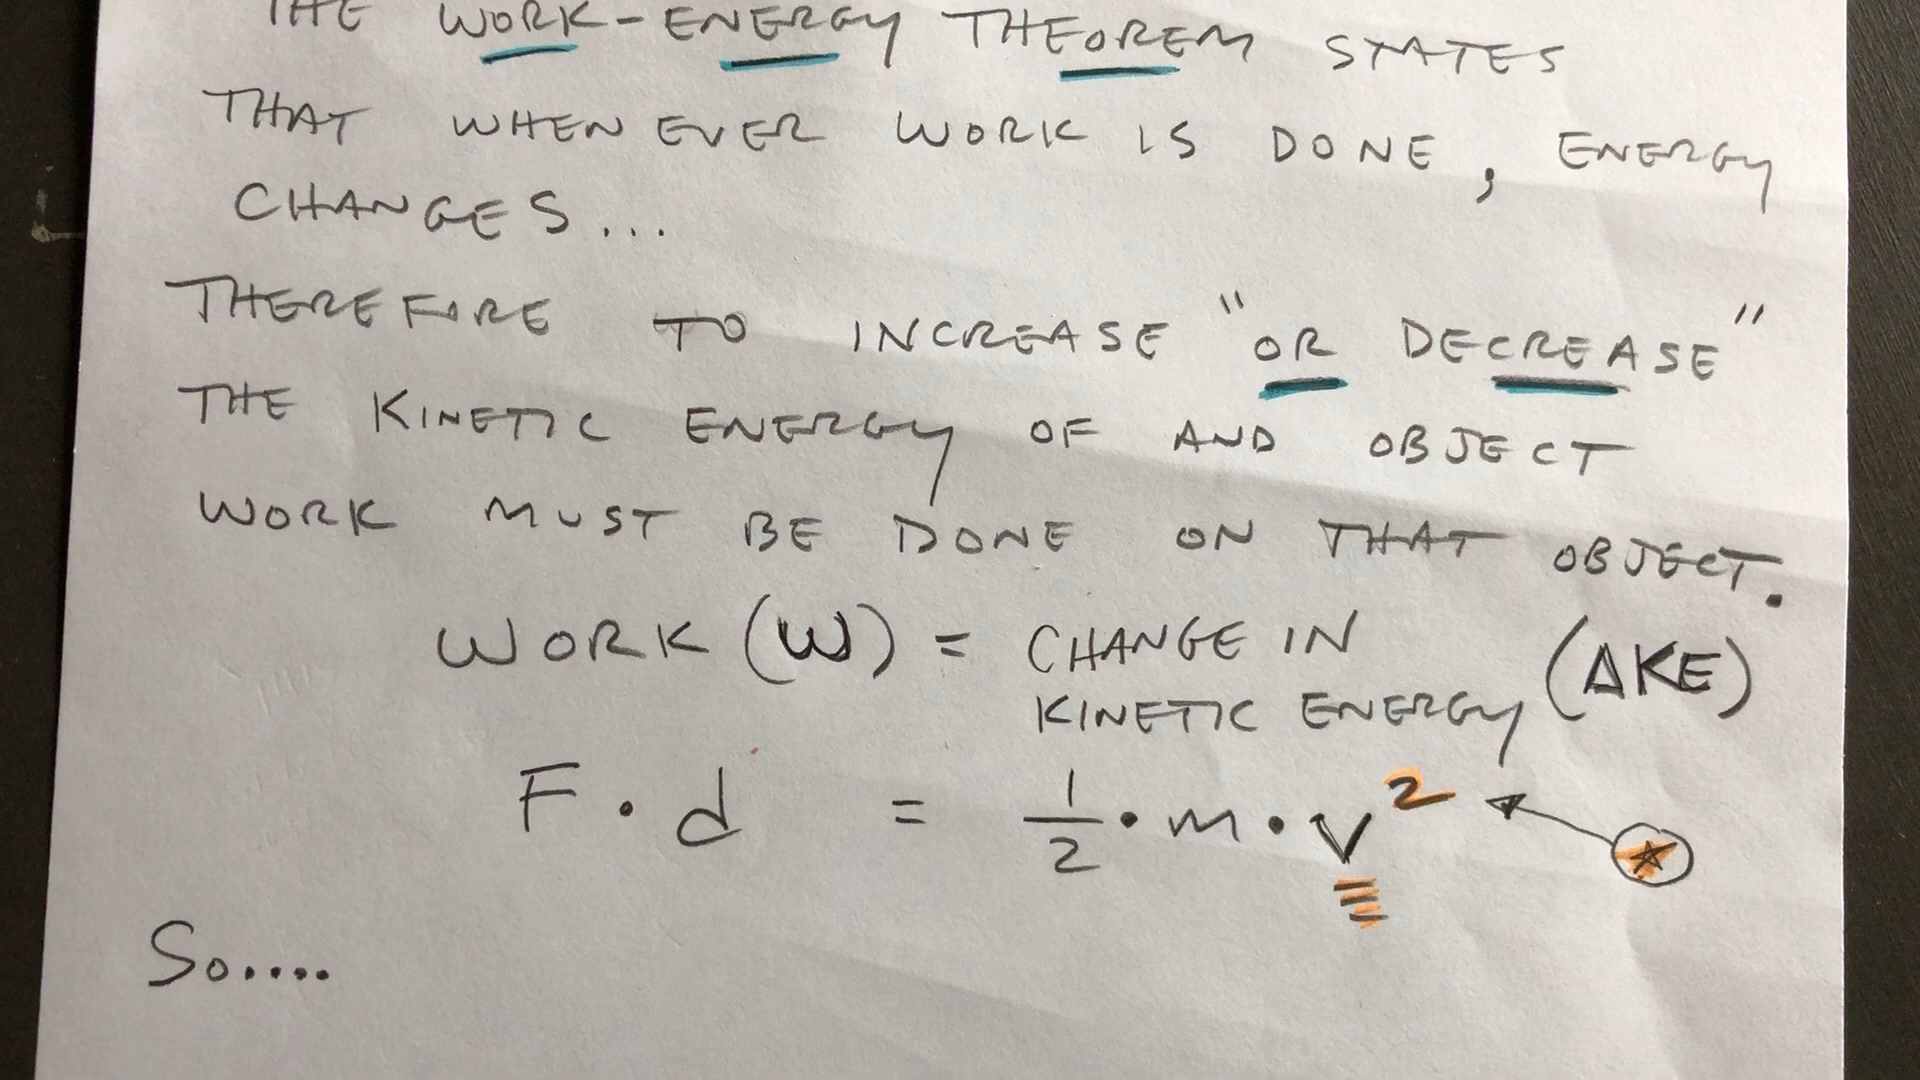 THE WORK-ENERGY THEOREM STATES
THAT WHENEVER WORK IS DONE, ENERGY
CHANGES...
THEREFORE TO INCREASE "OR DECREASE"
THE KINETIC ENERGY OF AND OBJECT
WORK MUST BE DONE ON THAT OBJECT.
WORK (W) = CHANGE IN KINETIC ENERGY (ΔKE)
F · d = 1/2 · m · v²
So....